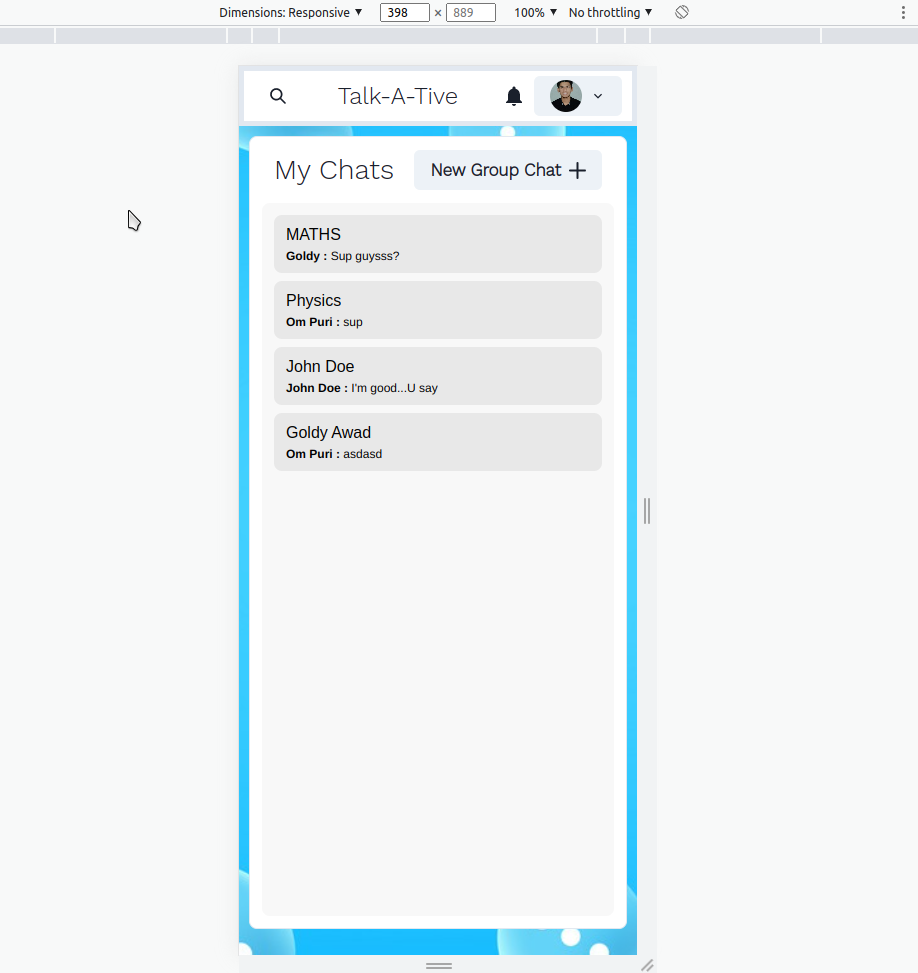 Dimensions: Responsive ▼ 398 × 889 100% ▼ No throttling ▼
Talk-A-Tive
My Chats
New Group Chat
MATHS
Goldy : Sup guysss?
Physics
Om Puri : sup
John Doe
John Doe : I'm good...U say
Goldy Awad
Om Puri : asdasd